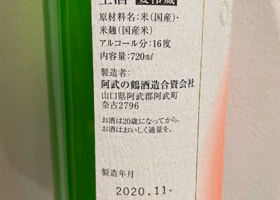 生酒 要冷蔵
原材料名：米（国産）・
米麹（国産米）
アルコール分：16度
内容量：720㎖
製造者：
阿武の鶴酒造合資会社
山口県阿武郡阿武町
奈古2796
お酒は20歳になってから。
お酒はおいしく適量を。
製造年月
2020.11.